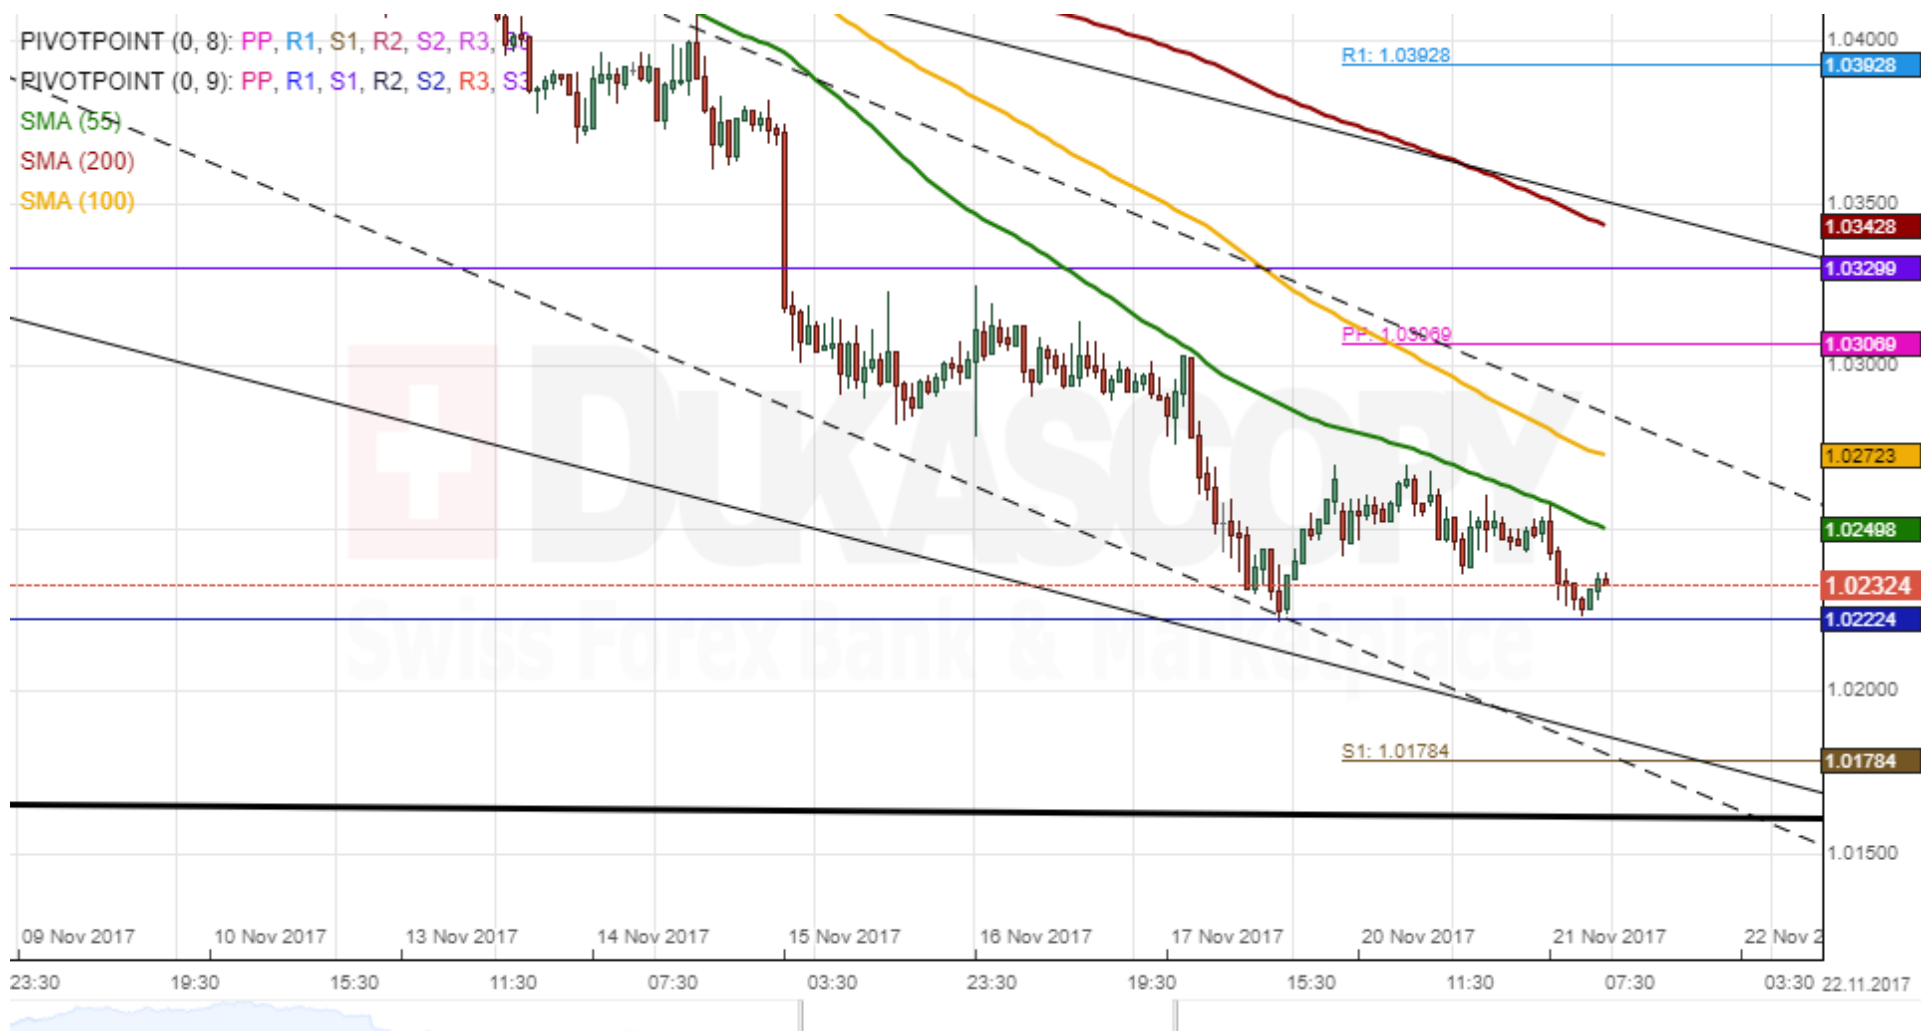 PIVOTPOINT (0, 8): PP, R1, S1, R2, S2, R3,
PIVOTPOINT (0, 9): PP, R1, S1, R2, S2, R3, S3
SMA (55)
SMA (200)
SMA (100)
R1: 1.03928
PP: 1.03069
S1: 1.01784
DUKASCOPY
Swiss Forex Bank & Marketplace
1.04000
1.03928
1.03500
1.03428
1.03299
1.03069
1.03000
1.02723
1.02498
1.02324
1.02224
1.02000
1.01784
1.01500
09 Nov 2017 10 Nov 2017 13 Nov 2017 14 Nov 2017 15 Nov 2017 16 Nov 2017 17 Nov 2017 20 Nov 2017 21 Nov 2017 22 Nov 2
23:30 19:30 15:30 11:30 07:30 03:30 23:30 19:30 15:30 11:30 07:30 03:30 22.11.2017